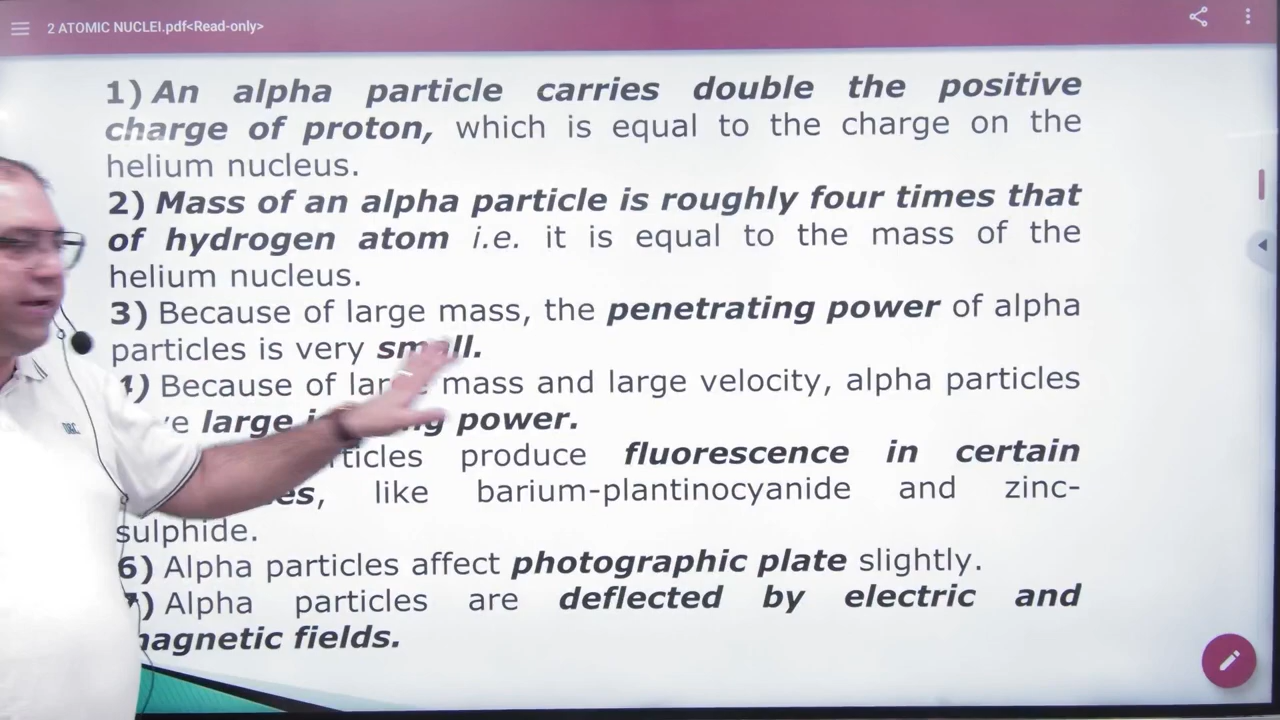 2 ATOMIC NUCLEI.pdf<Read-only>
1) An alpha particle carries double the positive
charge of proton, which is equal to the charge on the
helium nucleus.
2) Mass of an alpha particle is roughly four times that
of hydrogen atom i.e. it is equal to the mass of the
helium nucleus.
3) Because of large mass, the penetrating power of alpha
particles is very small.
Because of large mass and large velocity, alpha particles
large power.
produce fluorescence in certain
like barium-plantinocyanide and zinc-
sulphide.
6) Alpha particles affect photographic plate slightly.
Alpha particles are deflected by electric and
magnetic fields.